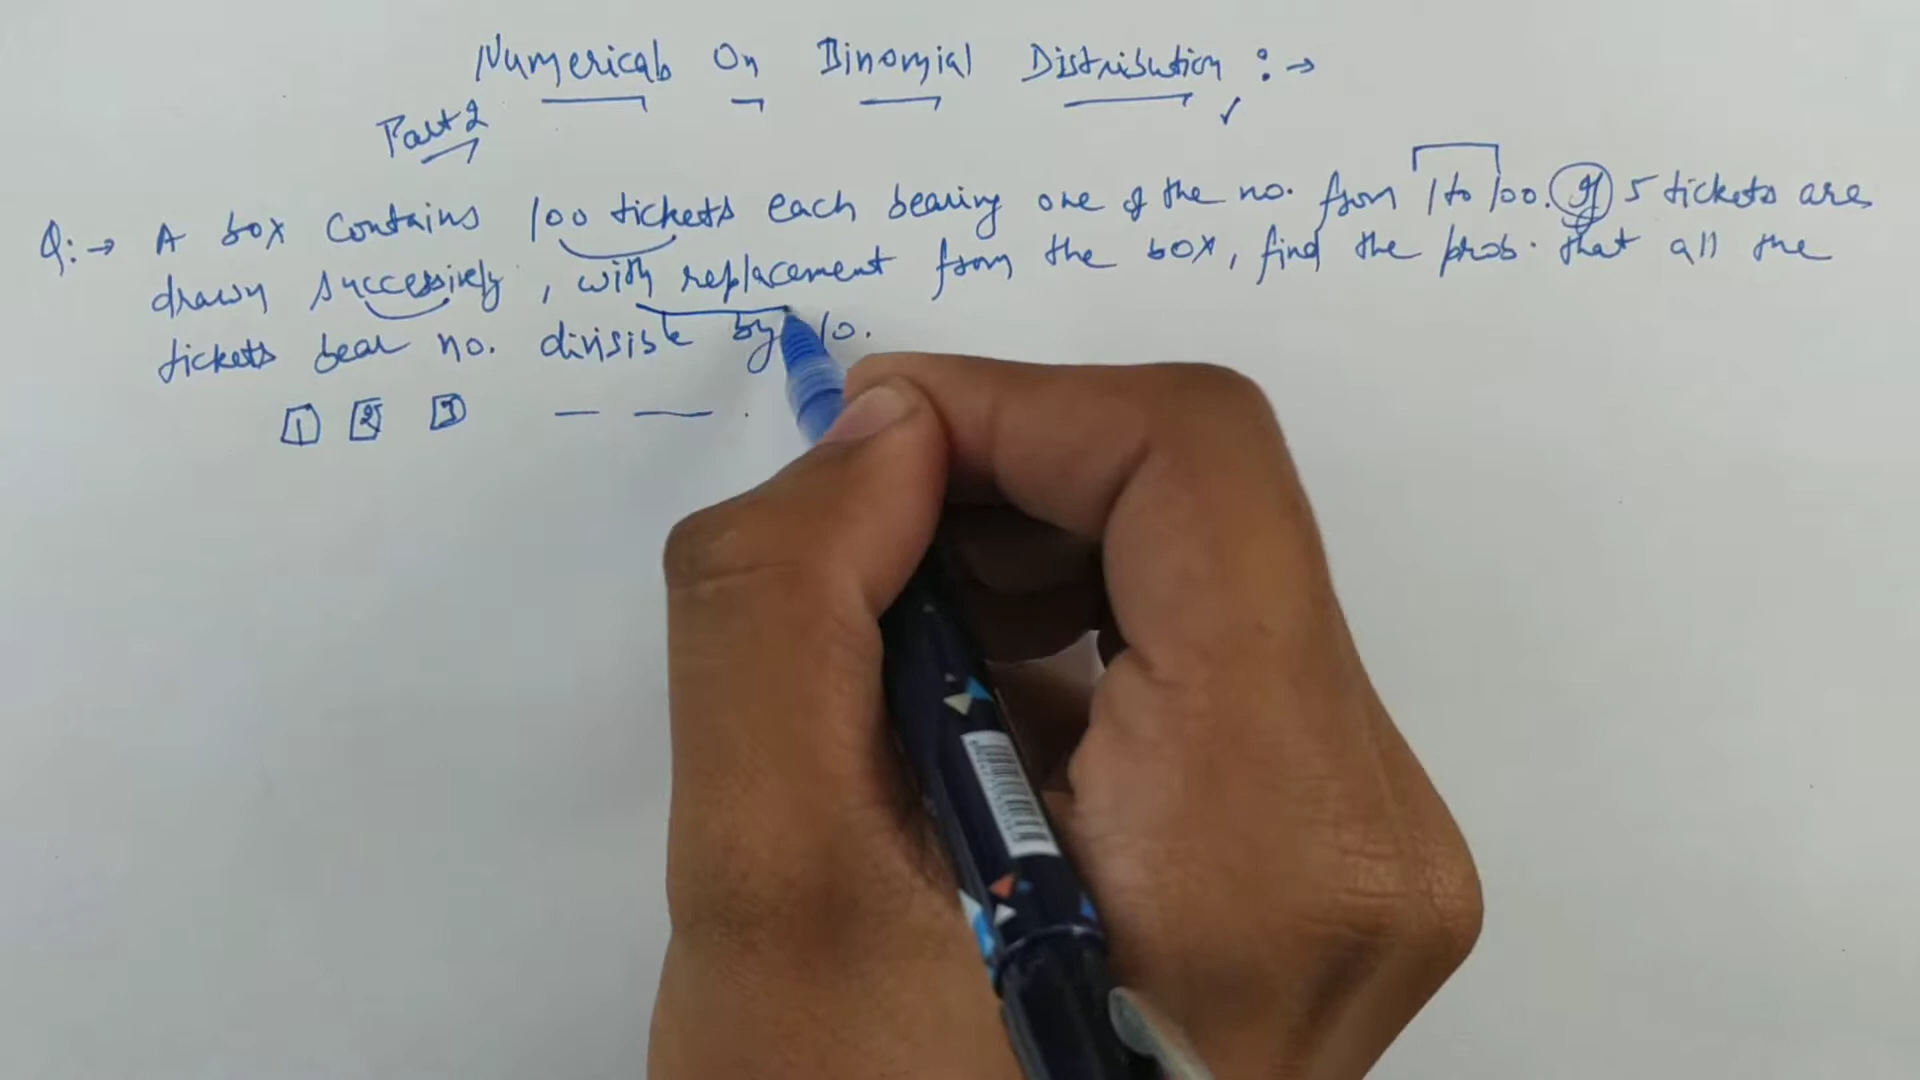 Numericals On Binomial Distribution :→
Part 2 ✓
Q:→ A box contains 100 tickets each bearing one of the no. from 1 to 100. If 5 tickets are
drawn successively, with replacement from the box, find the prob. that all the
tickets bear no. divisible by 10.
1 2 3 — — .